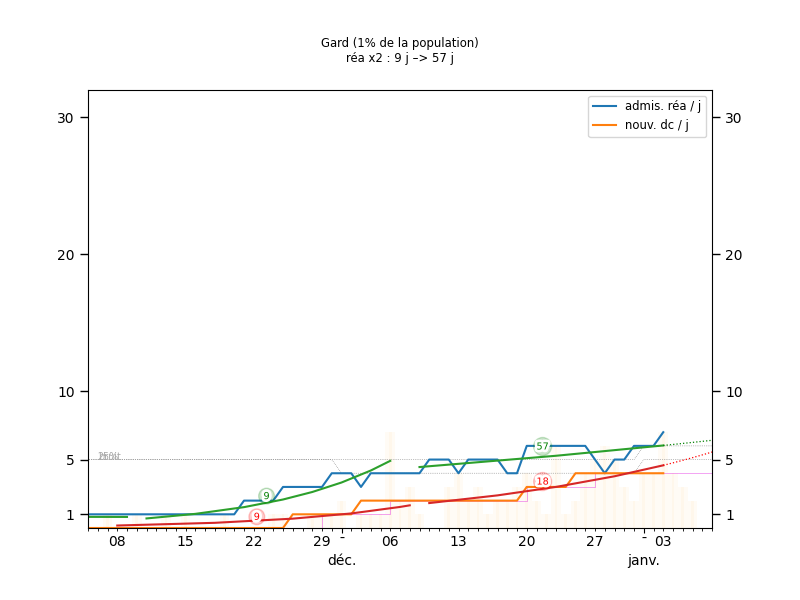 Gard (1% de la population)
réa x2 : 9 j –> 57 j
admis. réa / j
nouv. dc / j
30 30
20 20
10 10
5 5
1 1
57
18
9
9
08 15 22 29 - 06 13 20 27 - 03
déc. janv.